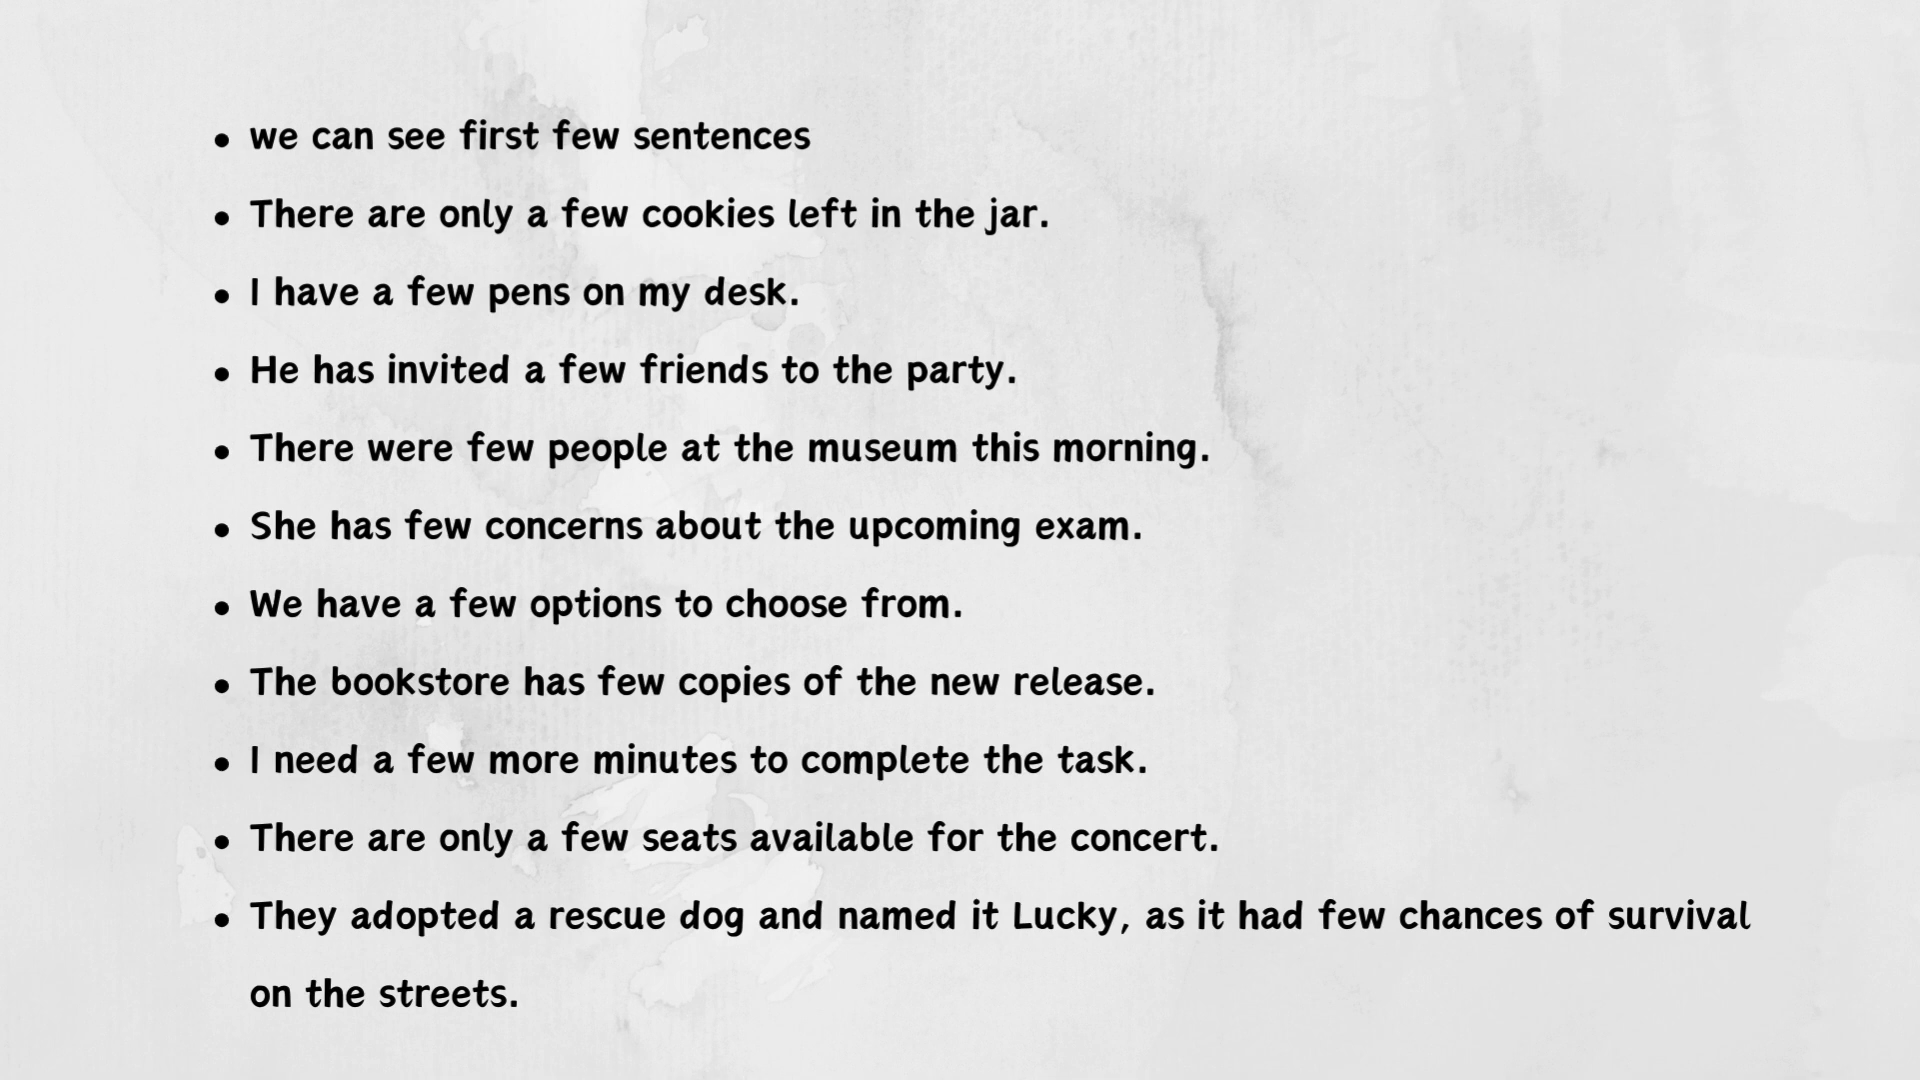 • we can see first few sentences
• There are only a few cookies left in the jar.
• I have a few pens on my desk.
• He has invited a few friends to the party.
• There were few people at the museum this morning.
• She has few concerns about the upcoming exam.
• We have a few options to choose from.
• The bookstore has few copies of the new release.
• I need a few more minutes to complete the task.
• There are only a few seats available for the concert.
• They adopted a rescue dog and named it Lucky, as it had few chances of survival
on the streets.